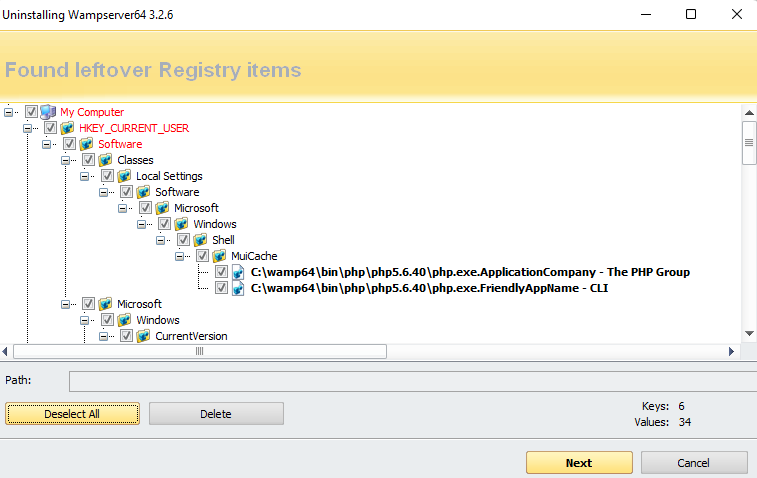 Uninstalling Wampserver64 3.2.6
Found leftover Registry items
My Computer
HKEY_CURRENT_USER
Software
Classes
Local Settings
Software
Microsoft
Windows
Shell
MuiCache
C:\wamp64\bin\php\php5.6.40\php.exe.ApplicationCompany - The PHP Group
C:\wamp64\bin\php\php5.6.40\php.exe.FriendlyAppName - CLI
Microsoft
Windows
CurrentVersion
Path:
Deselect All Delete Keys: 6
Values: 34
Next Cancel